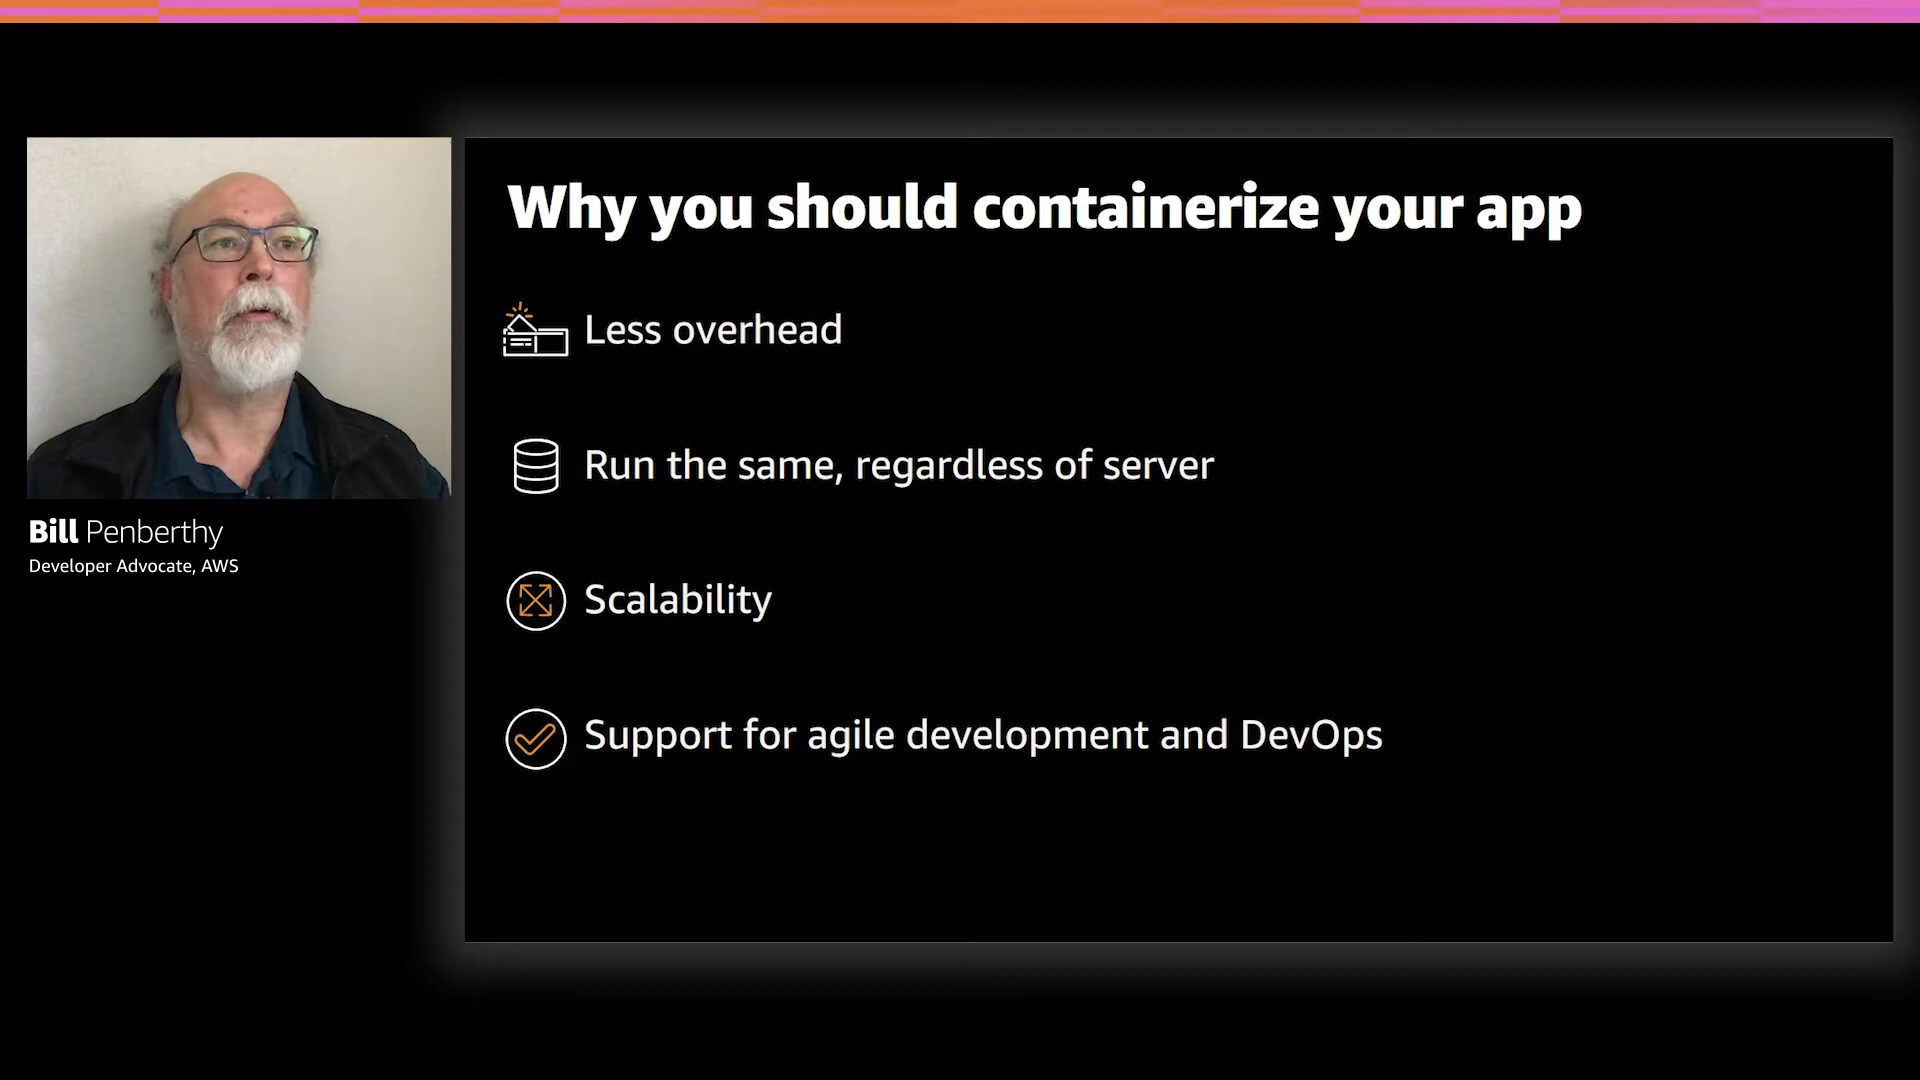 Why you should containerize your app
Less overhead
Run the same, regardless of server
Scalability
Support for agile development and DevOps
Bill Penberthy
Developer Advocate, AWS